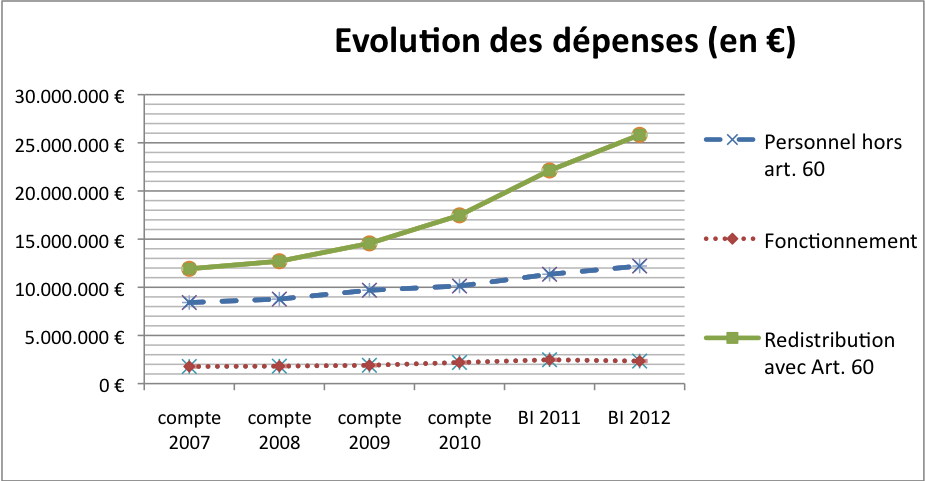 Evolution des dépenses (en €)
30.000.000 €
25.000.000 €
20.000.000 €
15.000.000 €
10.000.000 €
5.000.000 €
0 €
compte
2007
compte
2008
compte
2009
compte
2010
BI 2011
BI 2012
Personnel hors
art. 60
Fonctionnement
Redistribution
avec Art. 60